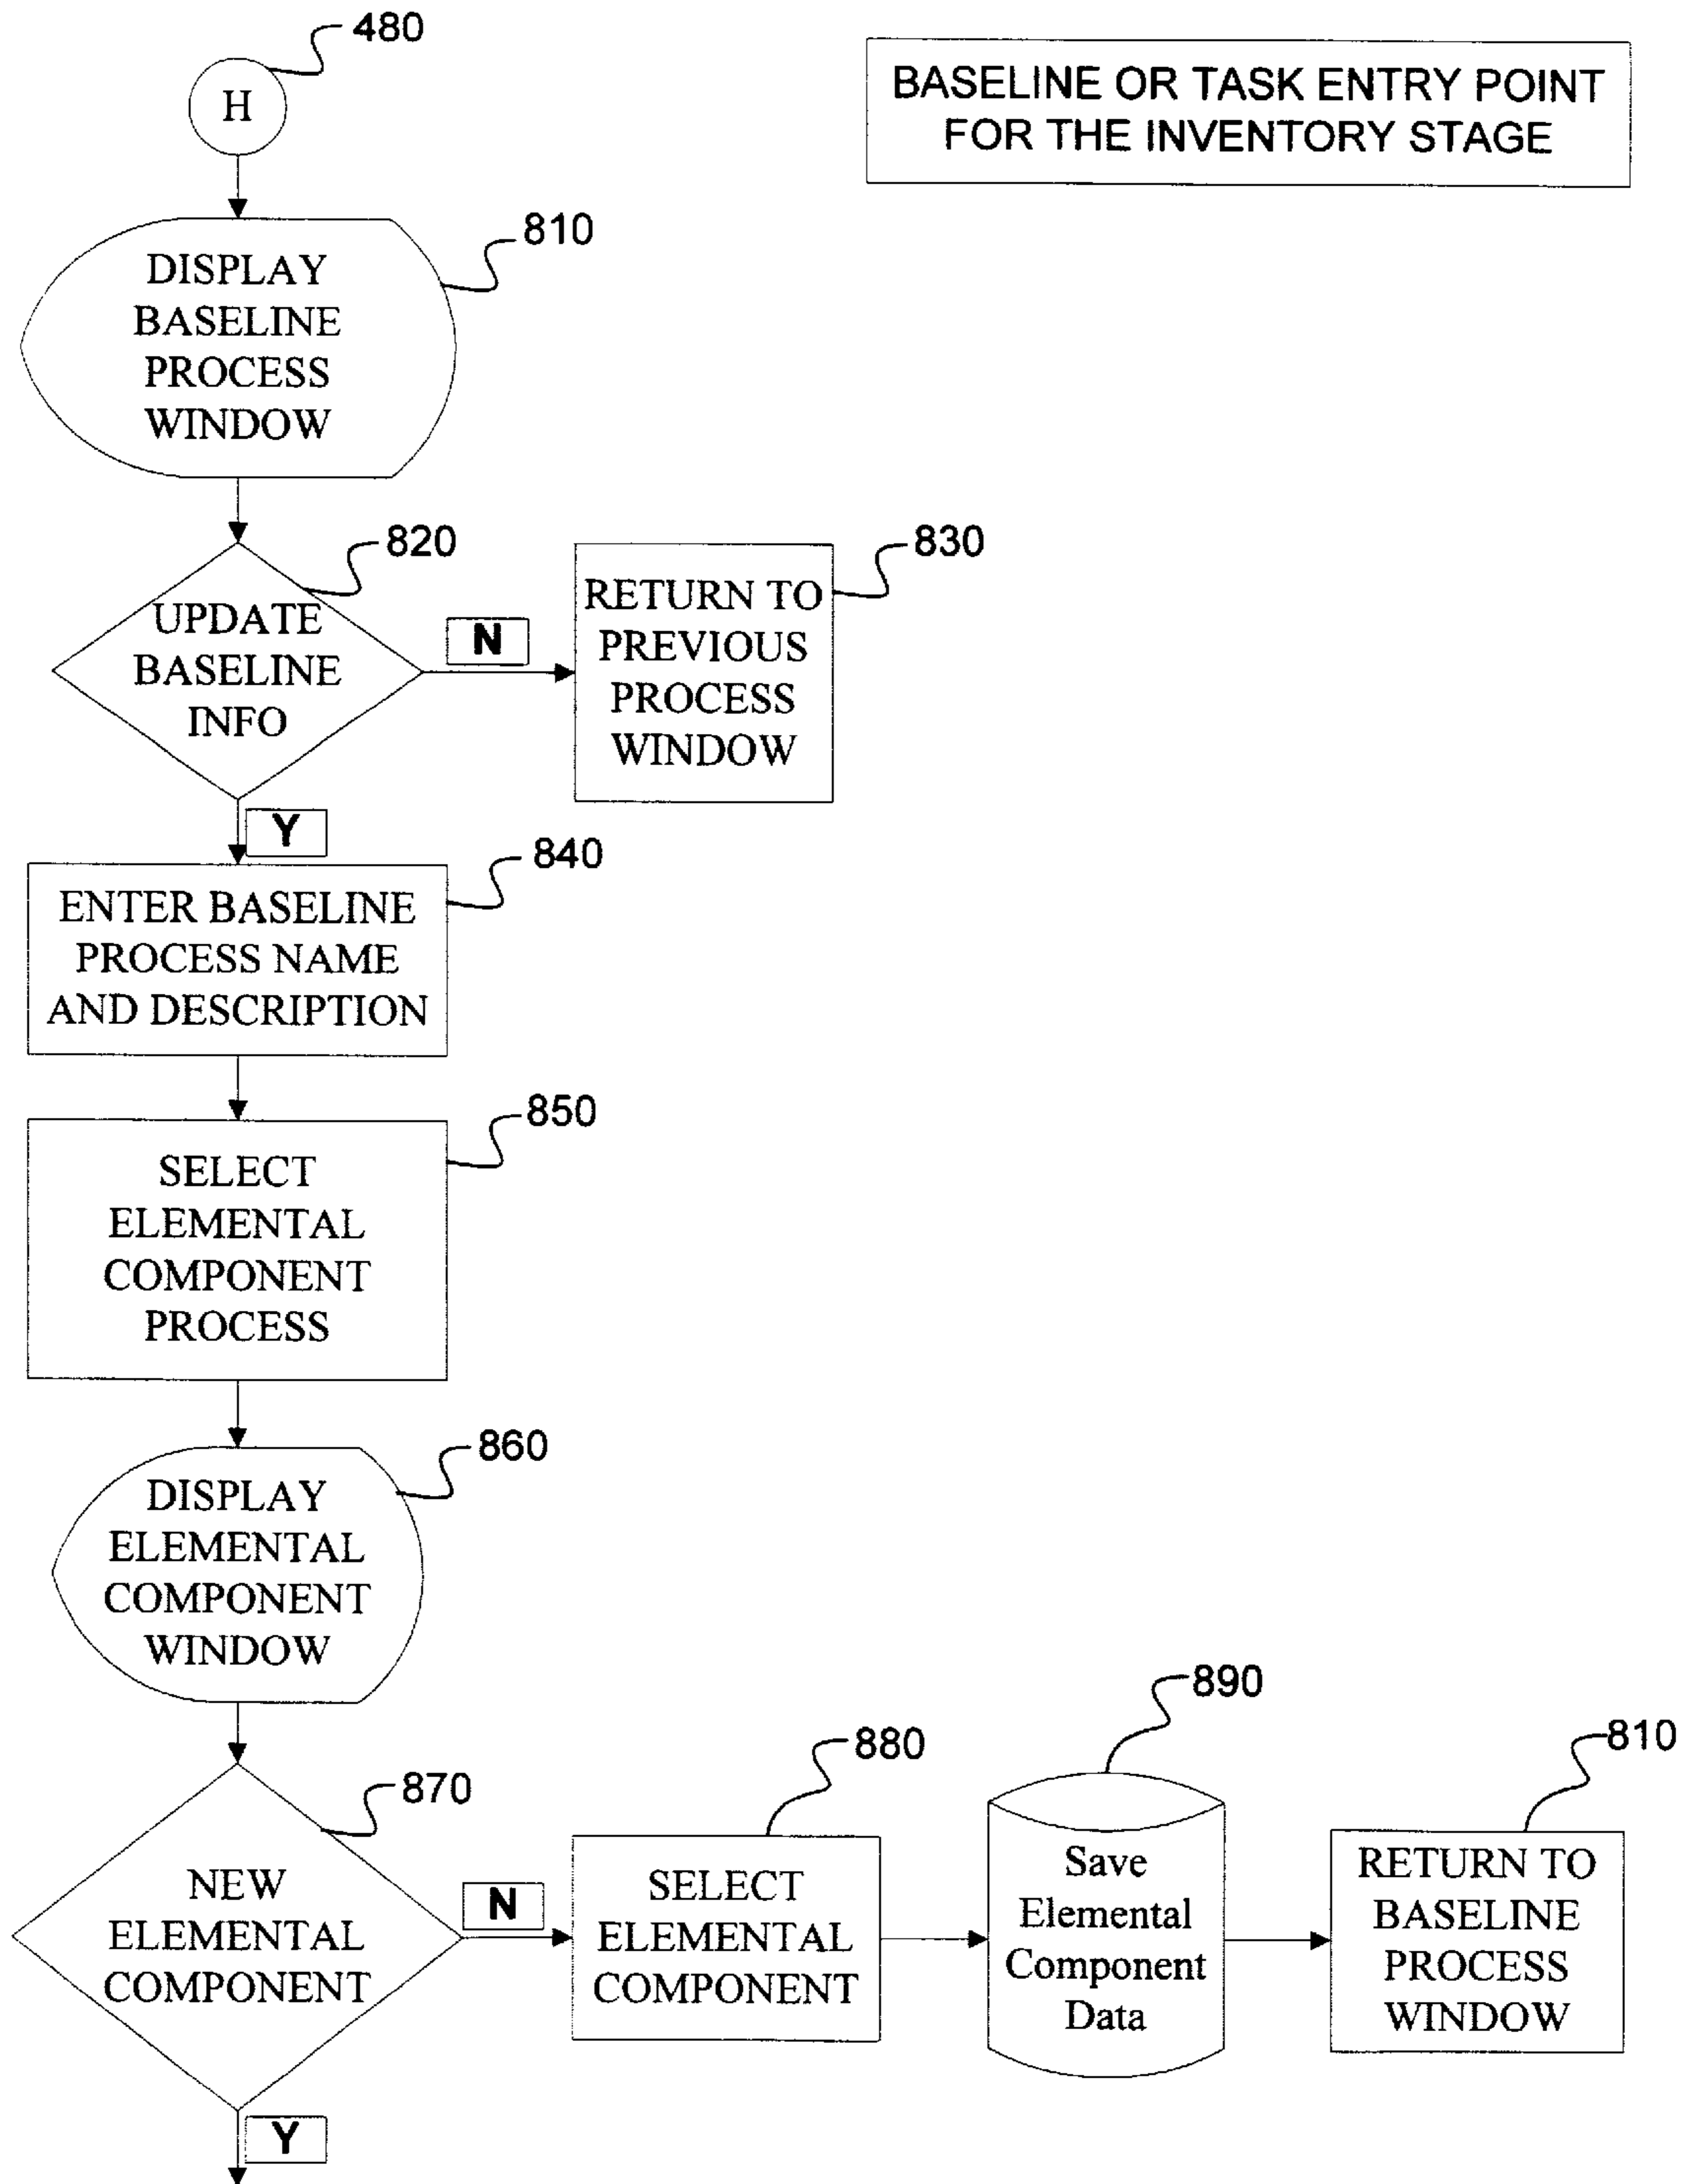 480
H
BASELINE OR TASK ENTRY POINT
FOR THE INVENTORY STAGE
810
DISPLAY
BASELINE
PROCESS
WINDOW
820
UPDATE
BASELINE
INFO
N
830
RETURN TO
PREVIOUS
PROCESS
WINDOW
Y
840
ENTER BASELINE
PROCESS NAME
AND DESCRIPTION
850
SELECT
ELEMENTAL
COMPONENT
PROCESS
860
DISPLAY
ELEMENTAL
COMPONENT
WINDOW
870
NEW
ELEMENTAL
COMPONENT
N
880
SELECT
ELEMENTAL
COMPONENT
890
Save
Elemental
Component
Data
810
RETURN TO
BASELINE
PROCESS
WINDOW
Y